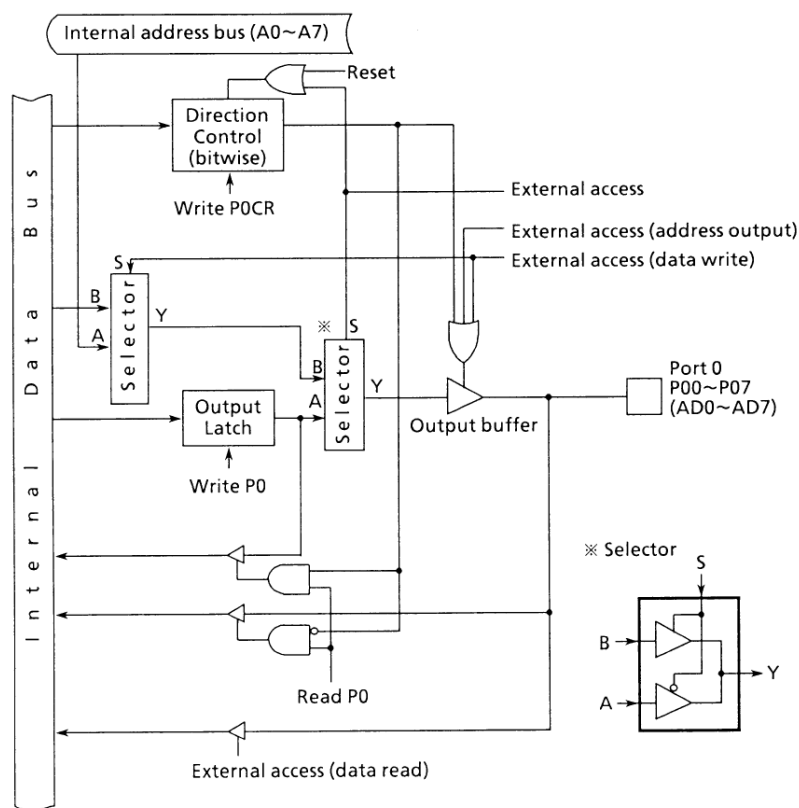 Internal address bus (A0~A7)
Reset
Direction
Control
(bitwise)
Write P0CR
External access
External access (address output)
External access (data write)
S
B
A
Selector
Y
※
S
B
A
Selector
Y
Output
Latch
Write P0
Output buffer
Port 0
P00~P07
(AD0~AD7)
Internal Data Bus
※ Selector
S
B
A
Y
Read P0
External access (data read)